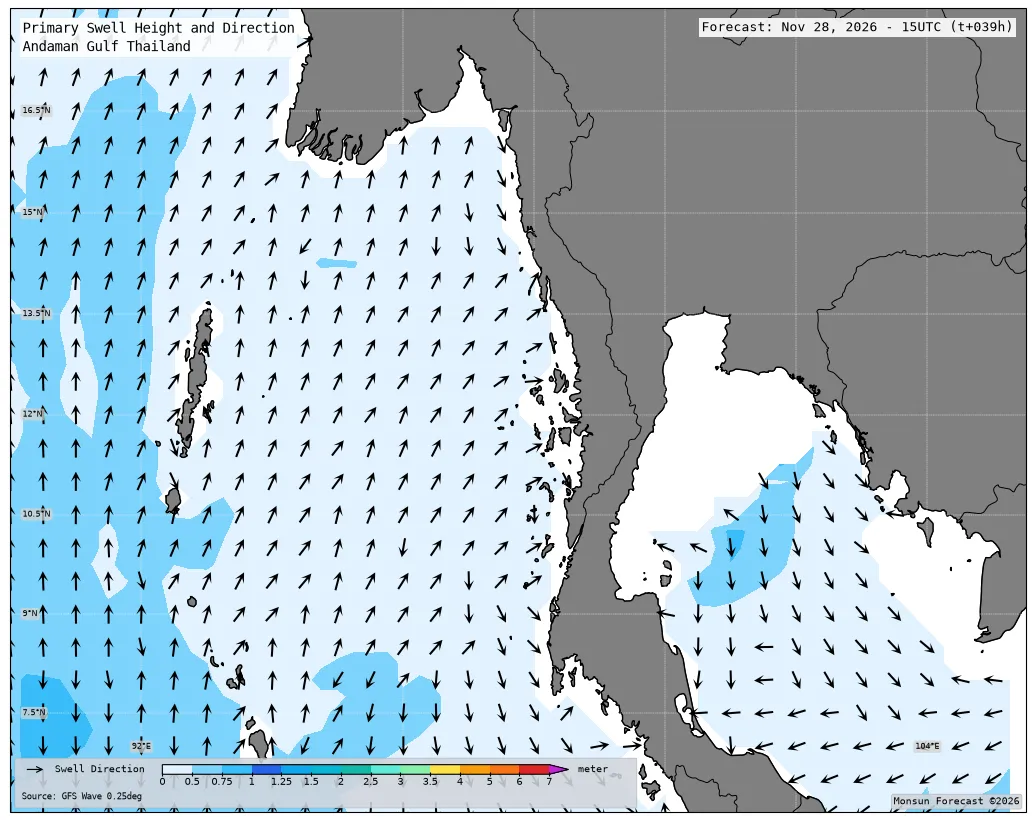 Primary Swell Height and Direction
Andaman Gulf Thailand
Forecast: Nov 28, 2026 - 15UTC (t+039h)
16.5°N
15°N
13.5°N
12°N
10.5°N
9°N
7.5°N
92°E
104°E
Swell Direction
meter
0 0.5 0.75 1 1.25 1.5 2 2.5 3 3.5 4 5 6 7
Source: GFS Wave 0.25deg
Monsun Forecast ©2026